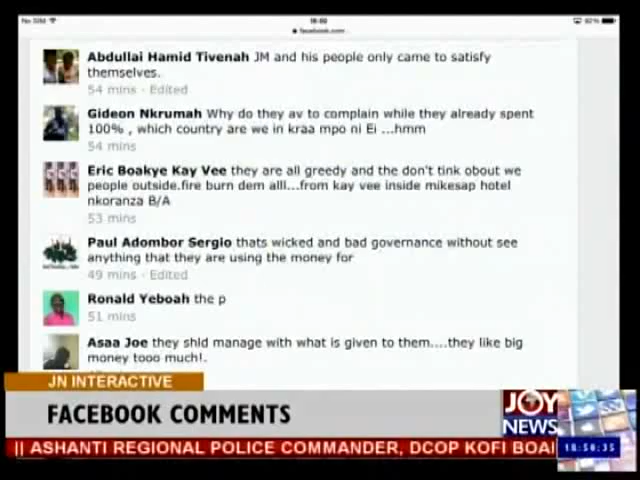 No SIM
18:50
92%
facebook.com
Abdullai Hamid Tivenah JM and his people only came to satisfy
themselves.
54 mins · Edited
Gideon Nkrumah Why do they av to complain while they already spent
100% , which country are we in kraa mpo ni Ei ...hmm
54 mins
Eric Boakye Kay Vee they are all greedy and the don't tink obout we
people outside.fire burn dem alll...from kay vee inside mikesap hotel
nkoranza B/A
53 mins
Paul Adombor Sergio thats wicked and bad governance without see
anything that they are using the money for
49 mins · Edited
Ronald Yeboah the p
51 mins
Asaa Joe they shld manage with what is given to them....they like big
money tooo much!.
JN INTERACTIVE
FACEBOOK COMMENTS
JOY
NEWS
|| ASHANTI REGIONAL POLICE COMMANDER, DCOP KOFI BOA
18:50:35